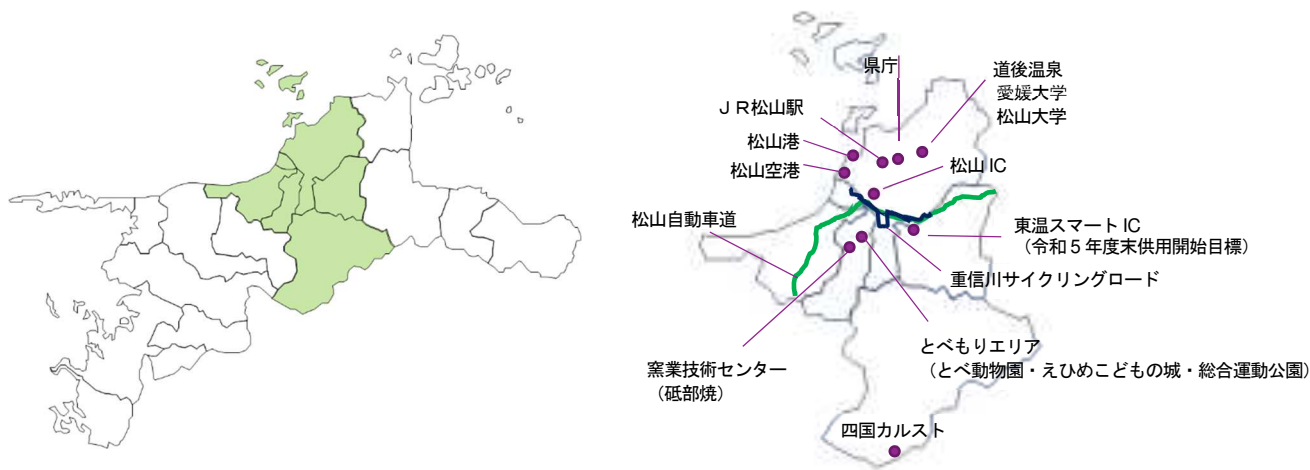 県庁
道後温泉
愛媛大学
松山大学
ＪＲ松山駅
松山港
松山空港
松山 IC
松山自動車道
東温スマート IC
（令和５年度末供用開始目標）
重信川サイクリングロード
とべもりエリア
（とべ動物園・えひめこどもの城・総合運動公園）
窯業技術センター
（砥部焼）
四国カルスト